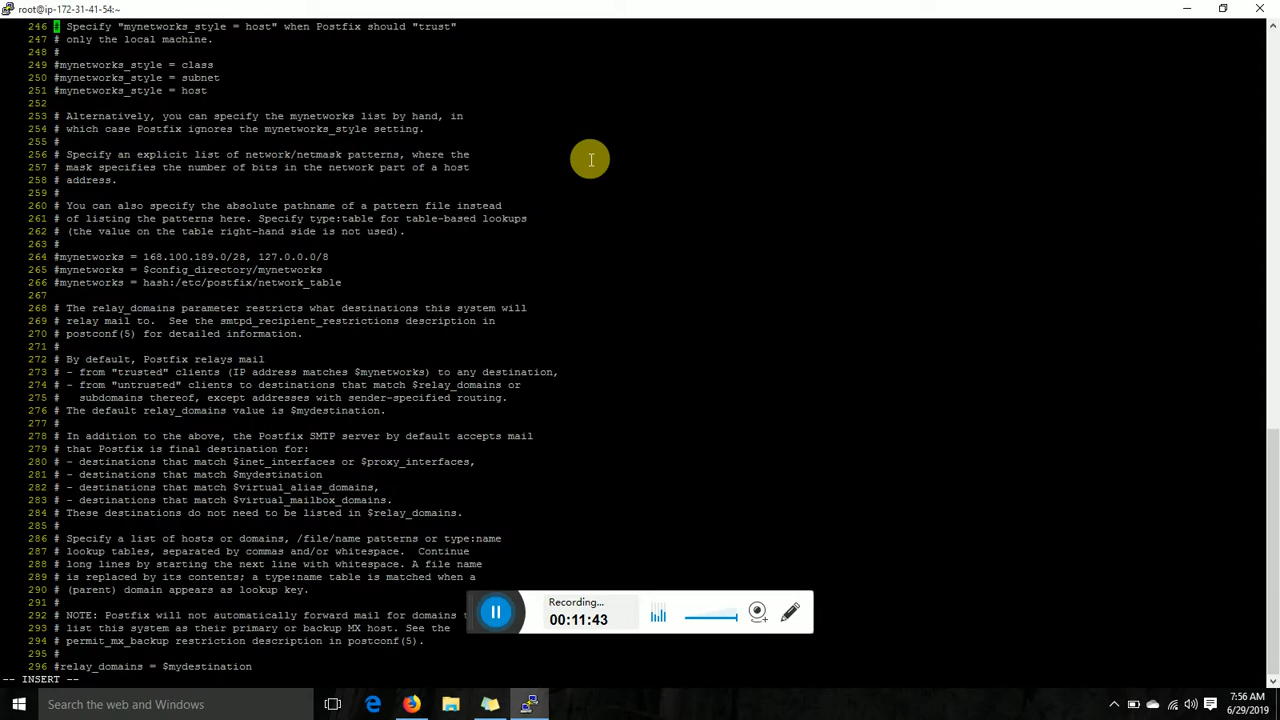 root@ip-172-31-41-54:~
246 # Specify "mynetworks_style = host" when Postfix should "trust"
247 # only the local machine.
248 #
249 #mynetworks_style = class
250 #mynetworks_style = subnet
251 #mynetworks_style = host
252
253 # Alternatively, you can specify the mynetworks list by hand, in
254 # which case Postfix ignores the mynetworks_style setting.
255 #
256 # Specify an explicit list of network/netmask patterns, where the
257 # mask specifies the number of bits in the network part of a host
258 # address.
259 #
260 # You can also specify the absolute pathname of a pattern file instead
261 # of listing the patterns here. Specify type:table for table-based lookups
262 # (the value on the table right-hand side is not used).
263 #
264 #mynetworks = 168.100.189.0/28, 127.0.0.0/8
265 #mynetworks = $config_directory/mynetworks
266 #mynetworks = hash:/etc/postfix/network_table
267
268 # The relay_domains parameter restricts what destinations this system will
269 # relay mail to.  See the smtpd_recipient_restrictions description in
270 # postconf(5) for detailed information.
271 #
272 # By default, Postfix relays mail
273 # - from "trusted" clients (IP address matches $mynetworks) to any destination,
274 # - from "untrusted" clients to destinations that match $relay_domains or
275 #   subdomains thereof, except addresses with sender-specified routing.
276 # The default relay_domains value is $mydestination.
277 #
278 # In addition to the above, the Postfix SMTP server by default accepts mail
279 # that Postfix is final destination for:
280 # - destinations that match $inet_interfaces or $proxy_interfaces,
281 # - destinations that match $mydestination
282 # - destinations that match $virtual_alias_domains,
283 # - destinations that match $virtual_mailbox_domains.
284 # These destinations do not need to be listed in $relay_domains.
285 #
286 # Specify a list of hosts or domains, /file/name patterns or type:name
287 # lookup tables, separated by commas and/or whitespace.  Continue
288 # long lines by starting the next line with whitespace. A file name
289 # is replaced by its contents; a type:name table is matched when a
290 # (parent) domain appears as lookup key.
291 #
292 # NOTE: Postfix will not automatically forward mail for domains t
293 # list this system as their primary or backup MX host. See the
294 # permit_mx_backup restriction description in postconf(5).
295 #
296 #relay_domains = $mydestination
-- INSERT --
Recording...
00:11:43
Search the web and Windows
7:56 AM
6/29/2019